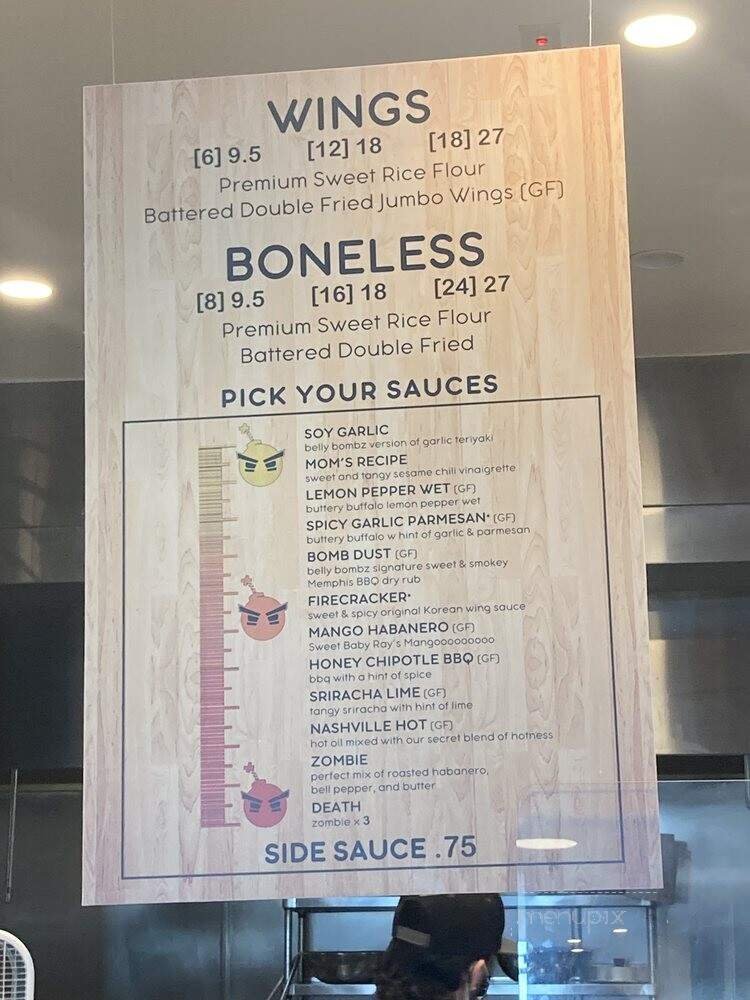 WINGS
[6] 9.5 [12] 18 [18] 27
Premium Sweet Rice Flour
Battered Double Fried Jumbo Wings (GF)
BONELESS
[8] 9.5 [16] 18 [24] 27
Premium Sweet Rice Flour
Battered Double Fried
PICK YOUR SAUCES
SOY GARLIC
belly bombz version of garlic teriyaki
MOM'S RECIPE
sweet and tangy sesame chili vinaigrette
LEMON PEPPER WET (GF)
buttery buffalo lemon pepper wet
SPICY GARLIC PARMESAN* (GF)
buttery buffalo w hint of garlic & parmesan
BOMB DUST (GF)
belly bombz signature sweet & smokey
Memphis BBQ dry rub
FIRECRACKER*
sweet & spicy original Korean wing sauce
MANGO HABANERO (GF)
Sweet Baby Ray's Mangooooooooo
HONEY CHIPOTLE BBQ (GF)
bbq with a hint of spice
SRIRACHA LIME (GF)
tangy sriracha with hint of lime
NASHVILLE HOT (GF)
hot oil mixed with our secret blend of hotness
ZOMBIE
perfect mix of roasted habanero,
bell pepper, and butter
DEATH
zombie x 3
SIDE SAUCE .75
menupix